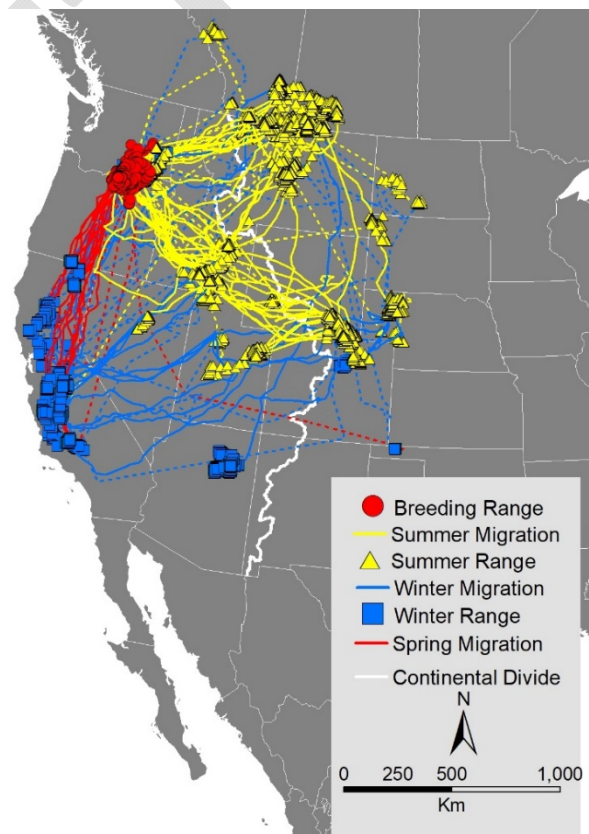 Breeding Range
Summer Migration
Summer Range
Winter Migration
Winter Range
Spring Migration
Continental Divide
N
0 250 500 1,000
Km